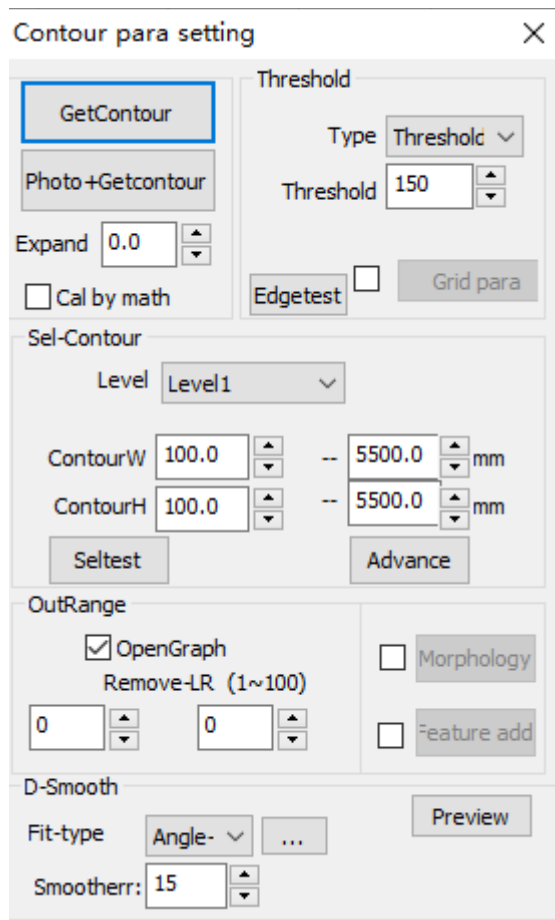 Contour para setting
GetContour
Photo+Getcontour
Expand 0.0
Cal by math
Threshold
Type Threshold
Threshold 150
Edgetest Grid para
Sel-Contour
Level Level1
ContourW 100.0 -- 5500.0 mm
ContourH 100.0 -- 5500.0 mm
Seltest Advance
OutRange
OpenGraph
Remove-LR (1~100)
0 0
Morphology
Feature add
D-Smooth
Fit-type Angle- ...
Preview
Smootherr: 15